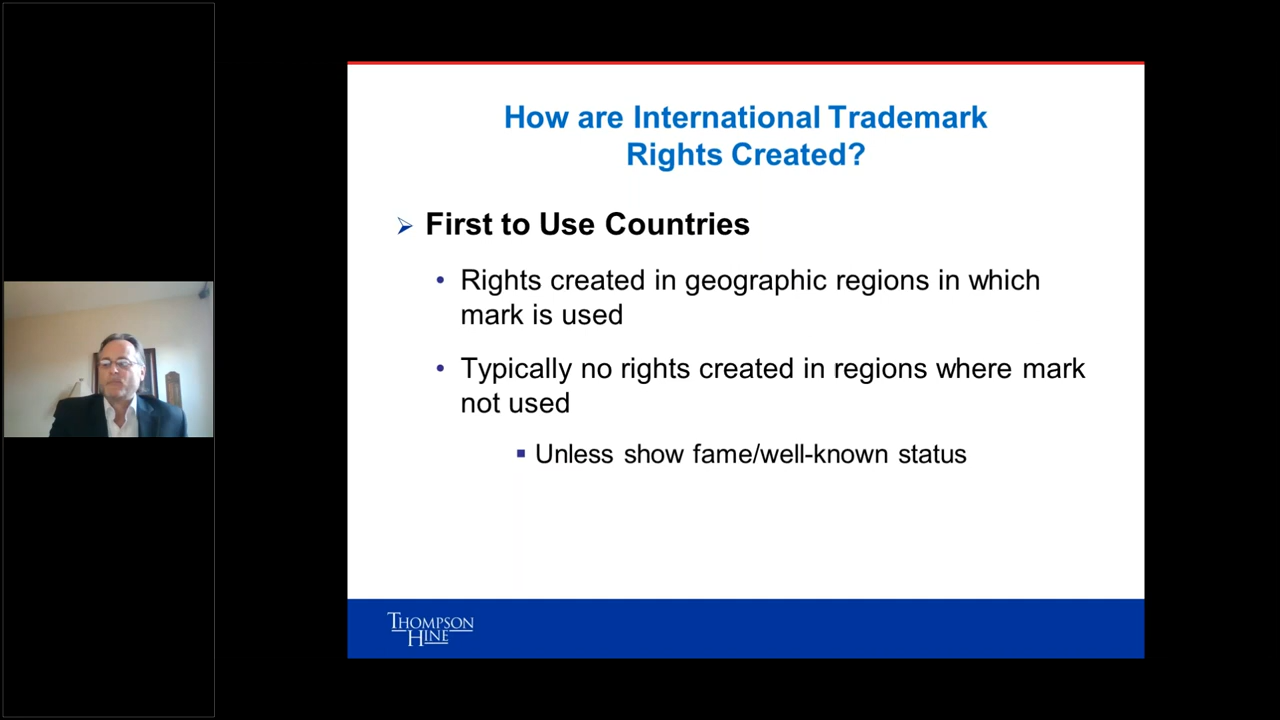 How are International Trademark
Rights Created?
➢ First to Use Countries
• Rights created in geographic regions in which
mark is used
• Typically no rights created in regions where mark
not used
▪ Unless show fame/well-known status
THOMPSON
HINE